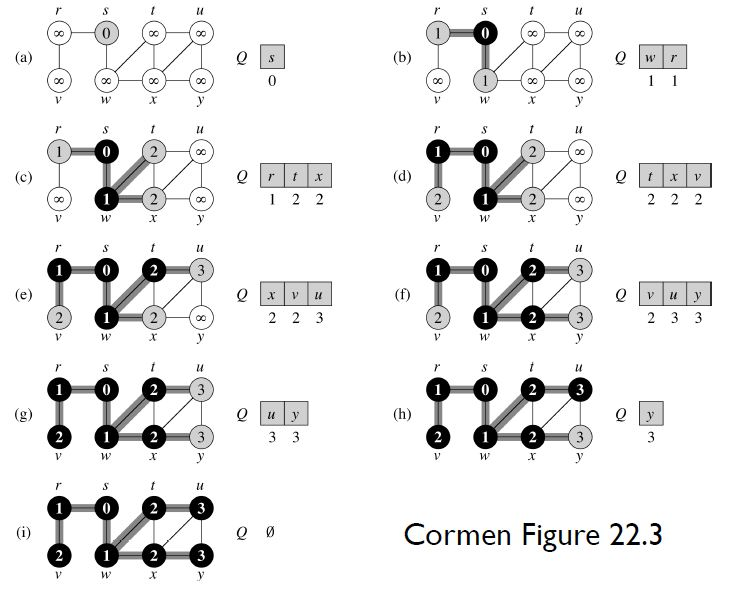 r s t u r s t u
∞ 0 ∞ ∞ 1 0 ∞ ∞
(a) Q s (b) Q w r
∞ ∞ ∞ ∞ 0 ∞ 1 ∞ ∞ 1 1
v w x y v w x y
r s t u r s t u
1 0 2 ∞ 1 0 2 ∞
(c) Q r t x (d) Q t x v
∞ 1 2 ∞ 1 2 2 2 1 2 ∞ 2 2 2
v w x y v w x y
r s t u r s t u
1 0 2 3 1 0 2 3
(e) Q x v u (f) Q v u y
2 1 2 ∞ 2 2 3 2 1 2 3 2 3 3
v w x y v w x y
r s t u r s t u
1 0 2 3 1 0 2 3
(g) Q u y (h) Q y
2 1 2 3 3 3 2 1 2 3 3
v w x y v w x y
r s t u
1 0 2 3
(i) Q ∅ Cormen Figure 22.3
2 1 2 3
v w x y